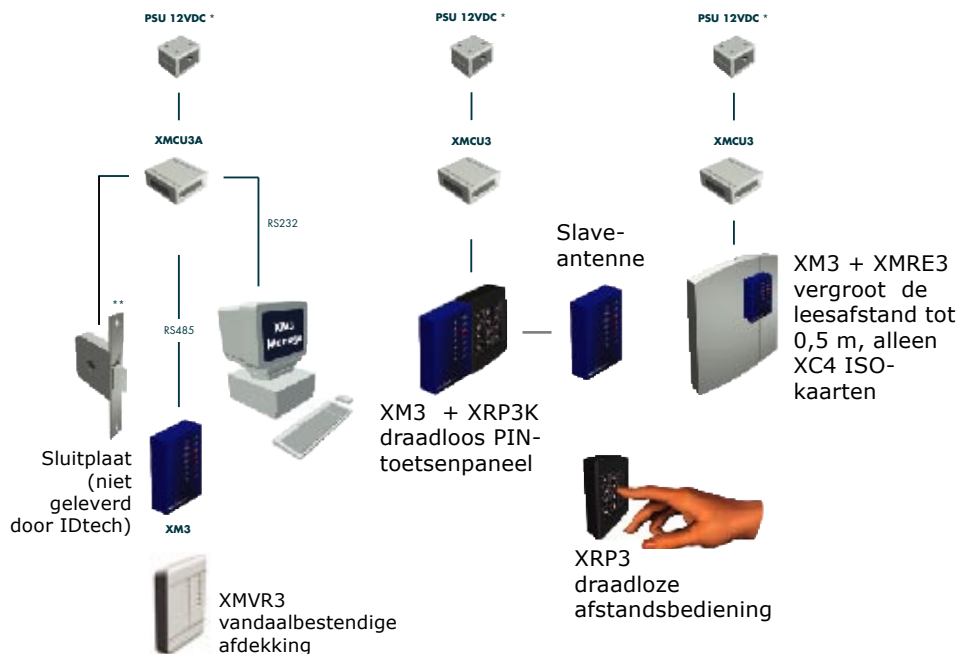 PSU 12VDC *
PSU 12VDC *
PSU 12VDC *
XMCU3A
XMCU3
XMCU3
RS232
**
RS485
XM3
Manage
Sluitplaat
(niet
geleverd
door IDtech)
XM3
XMVR3
vandaalbestendige
afdekking
XM3 + XRP3K
draadloos PIN-
toetsenpaneel
Slave-
antenne
XM3 + XMRE3
vergroot de
leesafstand tot
0,5 m, alleen
XC4 ISO-
kaarten
XRP3
draadloze
afstandsbediening